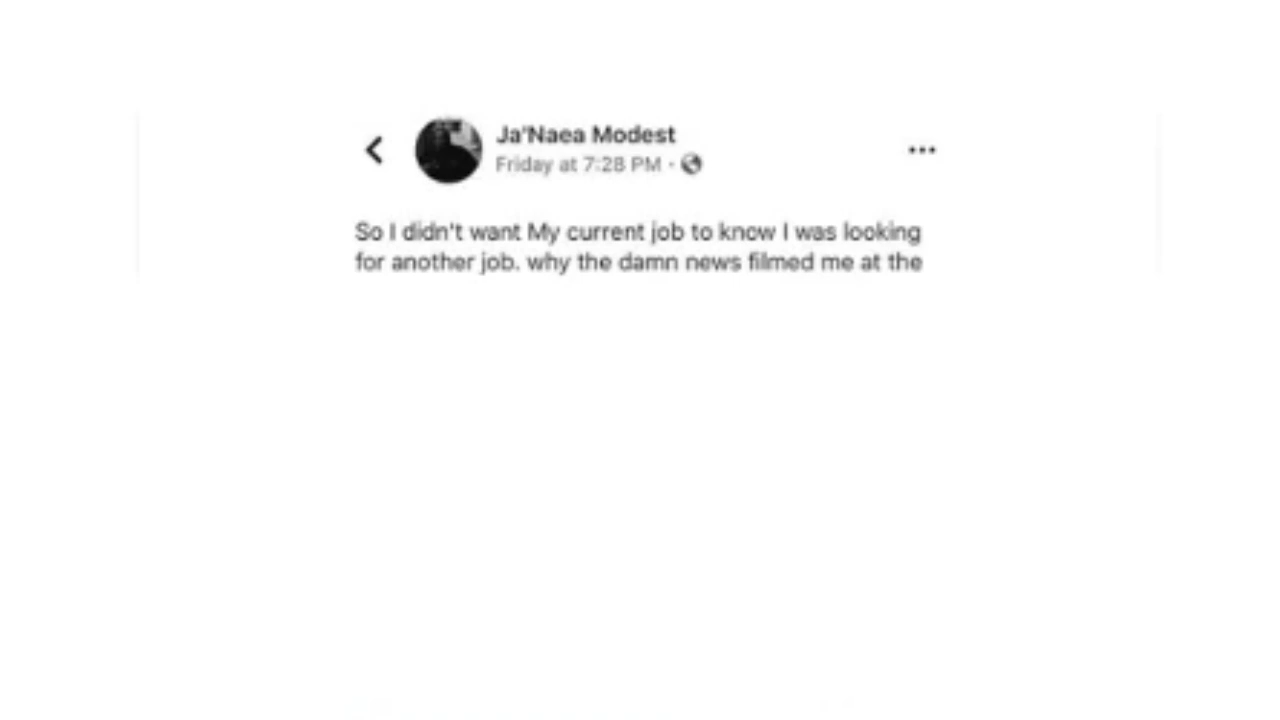 Ja'Naea Modest
Friday at 7:28 PM ·
So I didn't want My current job to know I was looking
for another job. why the damn news filmed me at the